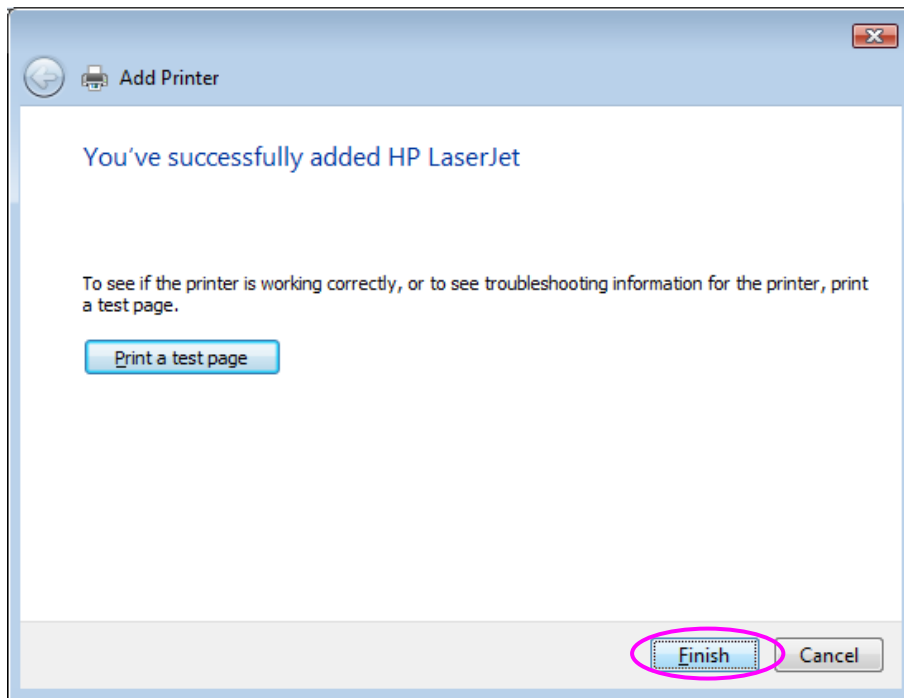 Add Printer
You've successfully added HP LaserJet
To see if the printer is working correctly, or to see troubleshooting information for the printer, print
a test page.
Print a test page
Finish Cancel